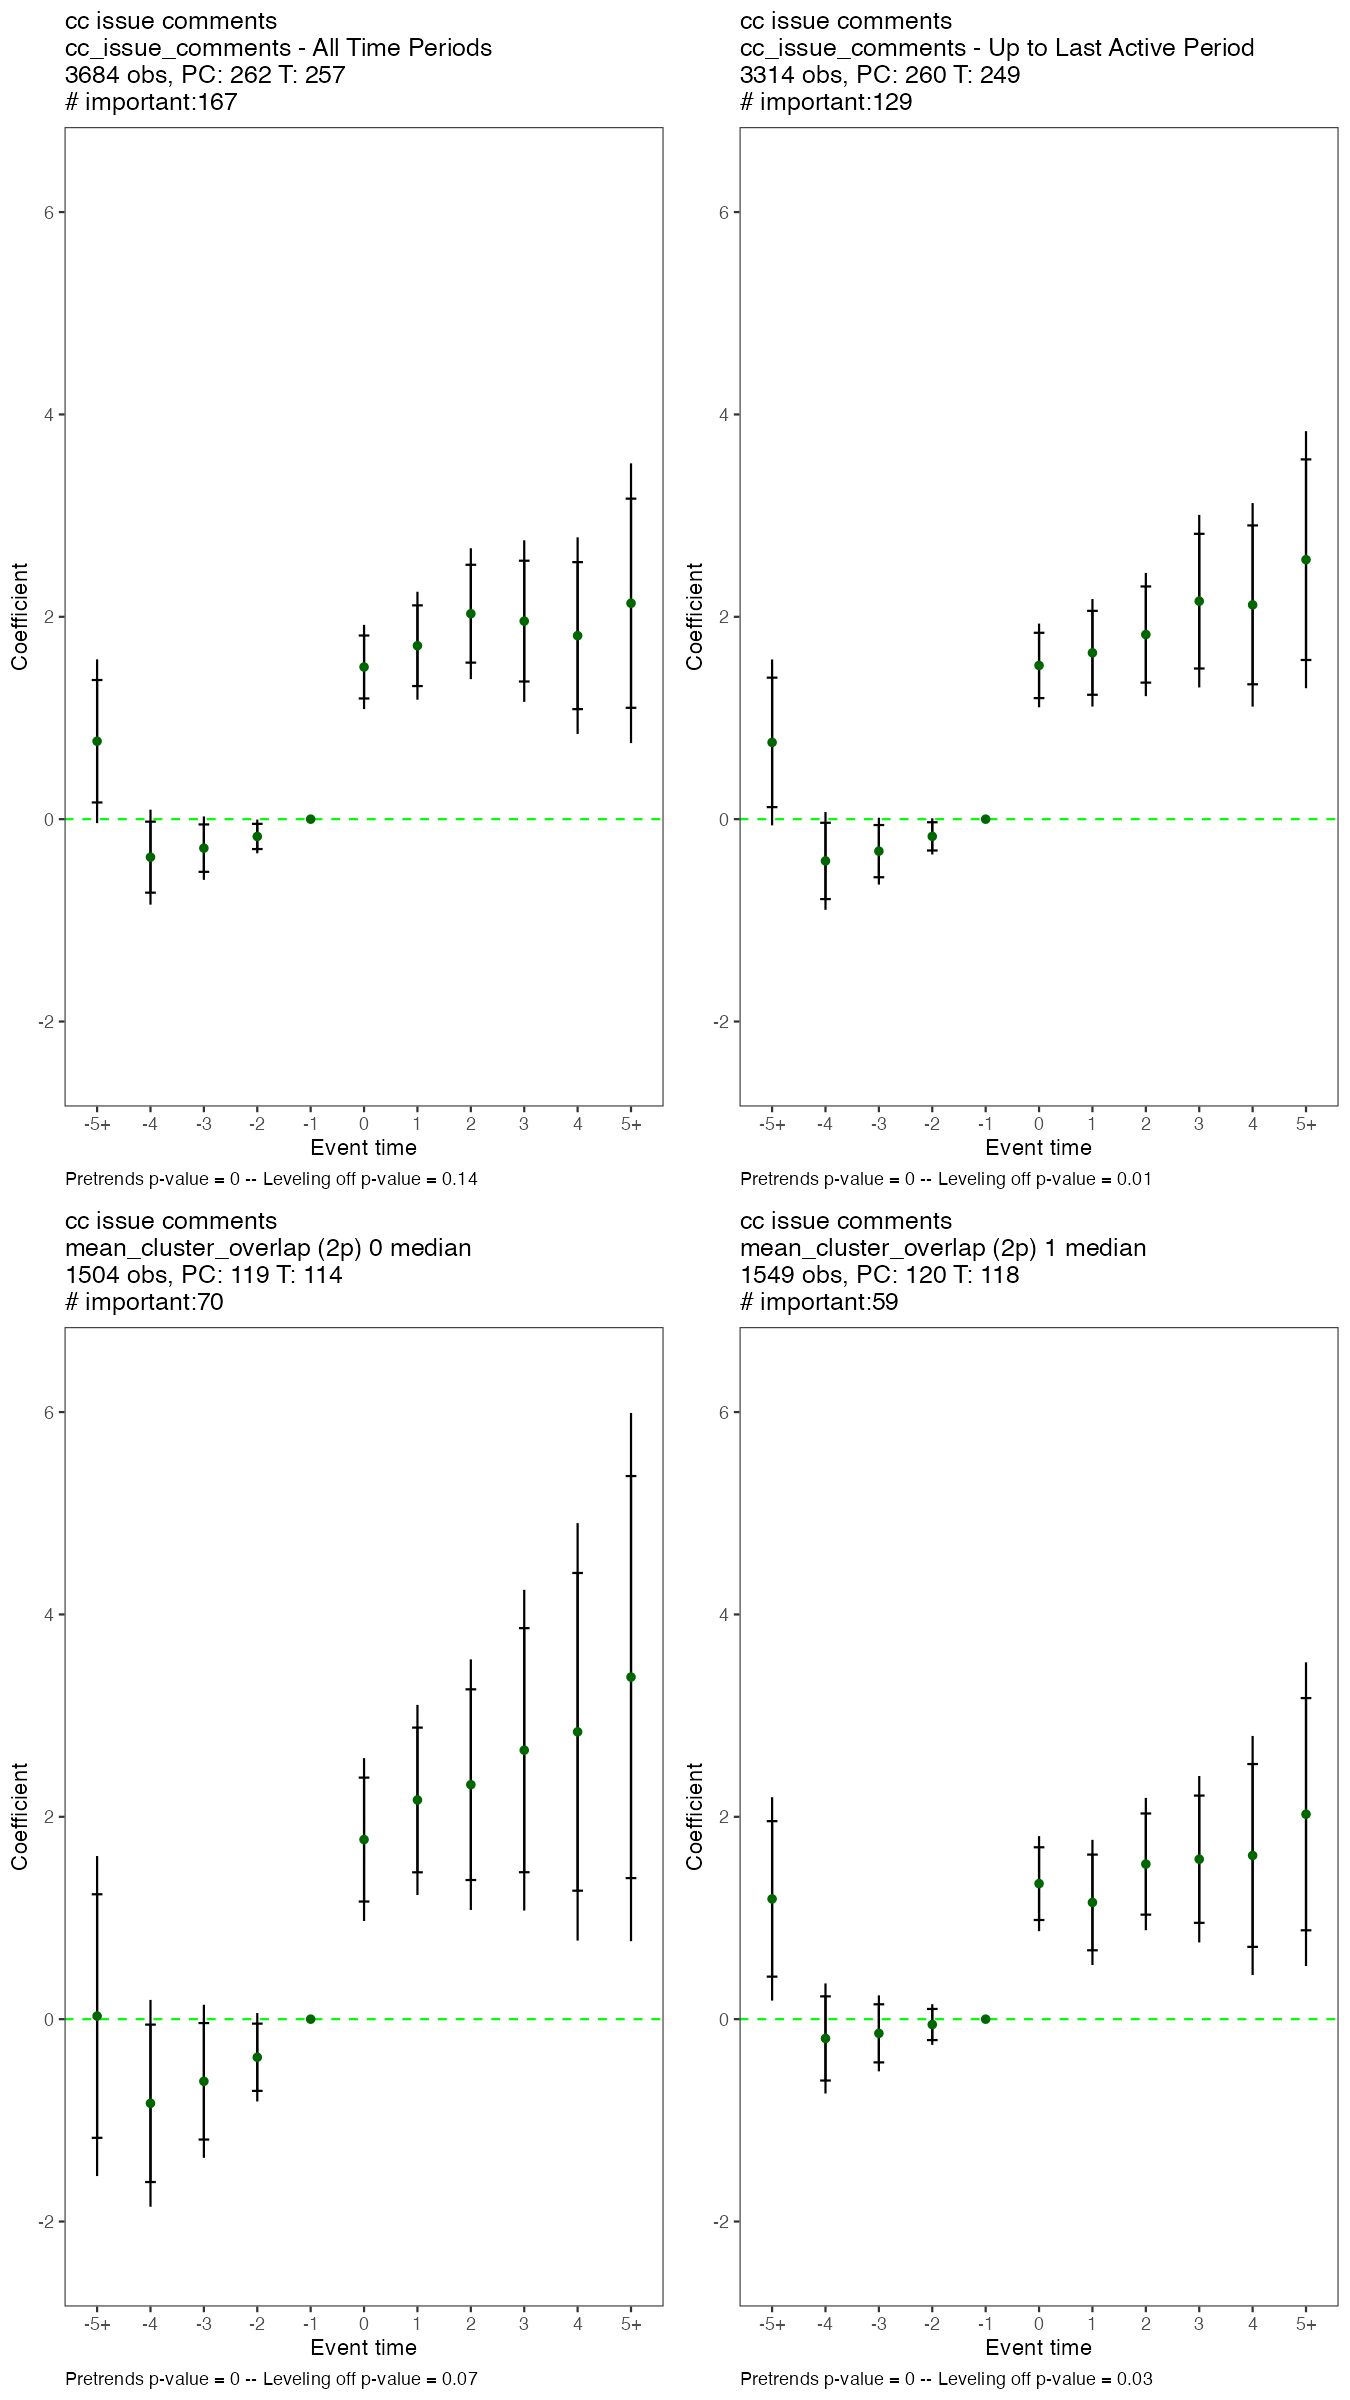 cc issue comments
cc_issue_comments - All Time Periods
3684 obs, PC: 262 T: 257
# important:167
6
4
2
0
-2
Coefficient
-5+ -4 -3 -2 -1 0 1 2 3 4 5+
Event time
Pretrends p-value = 0 -- Leveling off p-value = 0.14
cc issue comments
cc_issue_comments - Up to Last Active Period
3314 obs, PC: 260 T: 249
# important:129
6
4
2
0
-2
Coefficient
-5+ -4 -3 -2 -1 0 1 2 3 4 5+
Event time
Pretrends p-value = 0 -- Leveling off p-value = 0.01
cc issue comments
mean_cluster_overlap (2p) 0 median
1504 obs, PC: 119 T: 114
# important:70
6
4
2
0
-2
Coefficient
-5+ -4 -3 -2 -1 0 1 2 3 4 5+
Event time
Pretrends p-value = 0 -- Leveling off p-value = 0.07
cc issue comments
mean_cluster_overlap (2p) 1 median
1549 obs, PC: 120 T: 118
# important:59
6
4
2
0
-2
Coefficient
-5+ -4 -3 -2 -1 0 1 2 3 4 5+
Event time
Pretrends p-value = 0 -- Leveling off p-value = 0.03